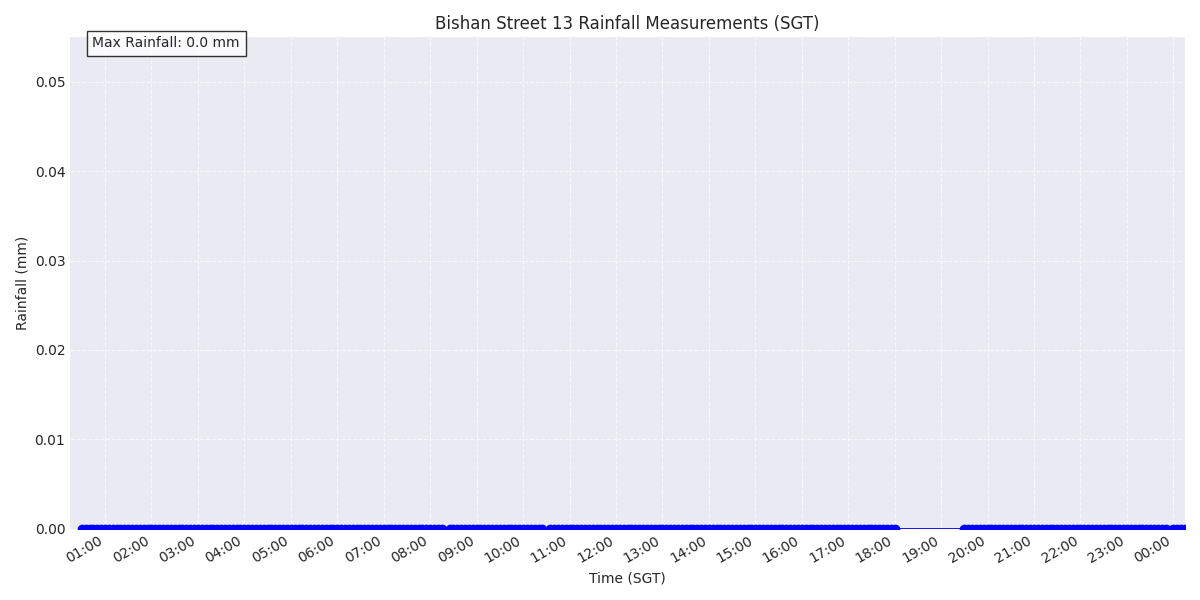 Bishan Street 13 Rainfall Measurements (SGT)
Max Rainfall: 0.0 mm
Rainfall (mm)
0.05
0.04
0.03
0.02
0.01
0.00
01:00 02:00 03:00 04:00 05:00 06:00 07:00 08:00 09:00 10:00 11:00 12:00 13:00 14:00 15:00 16:00 17:00 18:00 19:00 20:00 21:00 22:00 23:00 00:00
Time (SGT)